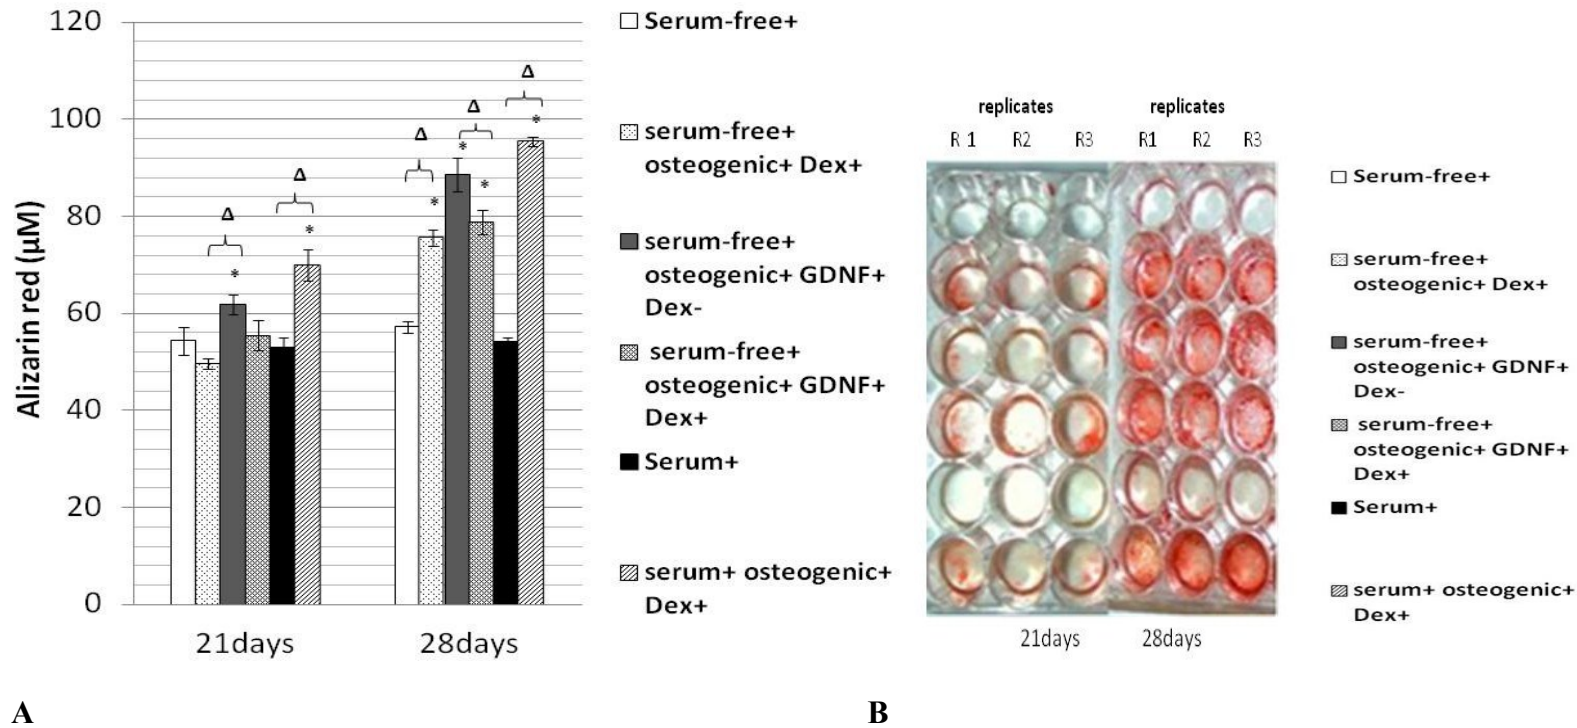 120
100
80
60
40
20
0
Alizarin red (µM)
Δ
*
Δ
*
Δ
*
Δ
*
*
Δ
*
21days
28days
Serum-free+
serum-free+
osteogenic+ Dex+
serum-free+
osteogenic+ GDNF+
Dex-
serum-free+
osteogenic+ GDNF+
Dex+
Serum+
serum+ osteogenic+
Dex+
A
replicates
replicates
R 1 R2 R3 R1 R2 R3
21days
28days
Serum-free+
serum-free+
osteogenic+ Dex+
serum-free+
osteogenic+ GDNF+
Dex-
serum-free+
osteogenic+ GDNF+
Dex+
Serum+
serum+ osteogenic+
Dex+
B